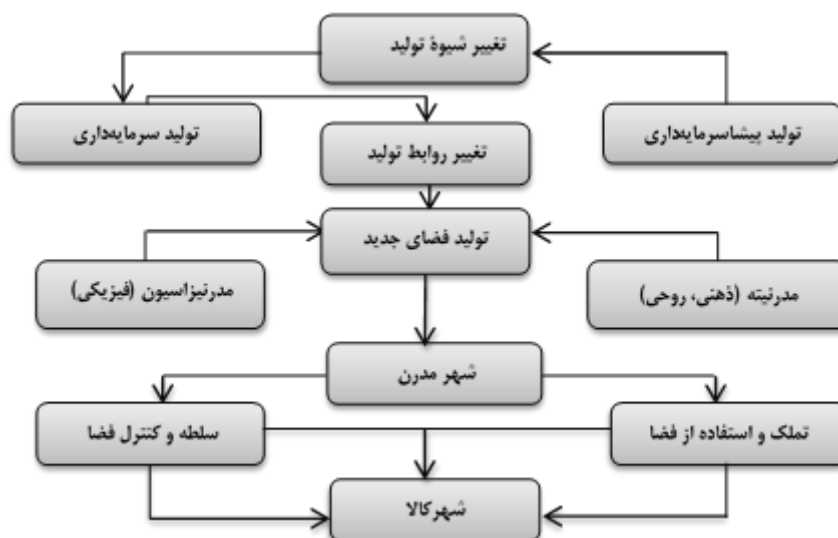 تغییر شیوهٔ تولید
تولید پیشاسرمایه‌داری
تولید سرمایه‌داری
تغییر روابط تولید
تولید فضای جدید
مدرنیته (ذهنی، روحی)
مدرنیزاسیون (فیزیکی)
شهر مدرن
تملک و استفاده از فضا
سلطه و کنترل فضا
شهرکالا